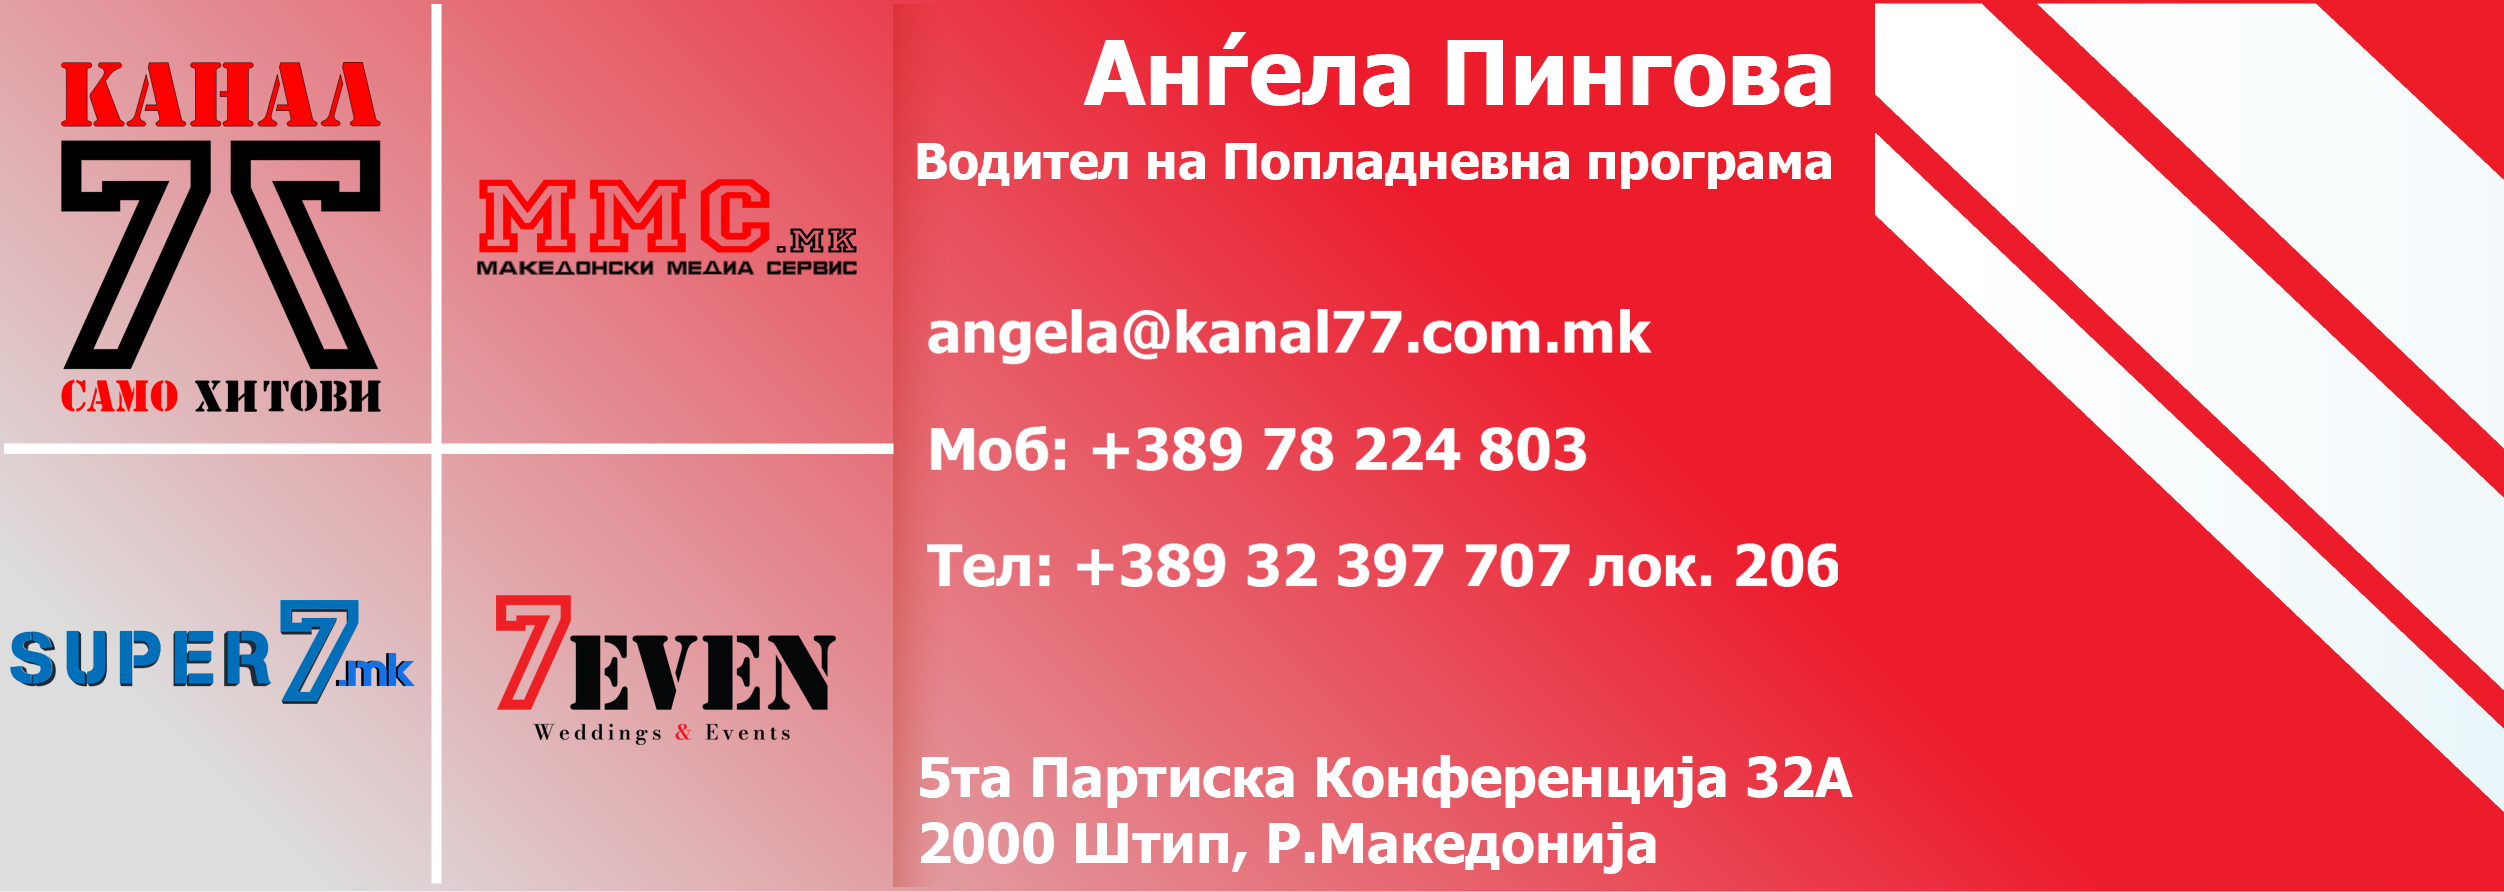 КАНАЛ
77
САМО ХИТОВИ
ММС.МК
МАКЕДОНСКИ МЕДИА СЕРВИС
SUPER7.mk
7EVEN
Weddings & Events
Анѓела Пингова
Водител на Попладневна програма
angela@kanal77.com.mk
Моб: +389 78 224 803
Тел: +389 32 397 707 лок. 206
5та Партиска Конференција 32А
2000 Штип, Р.Македонија